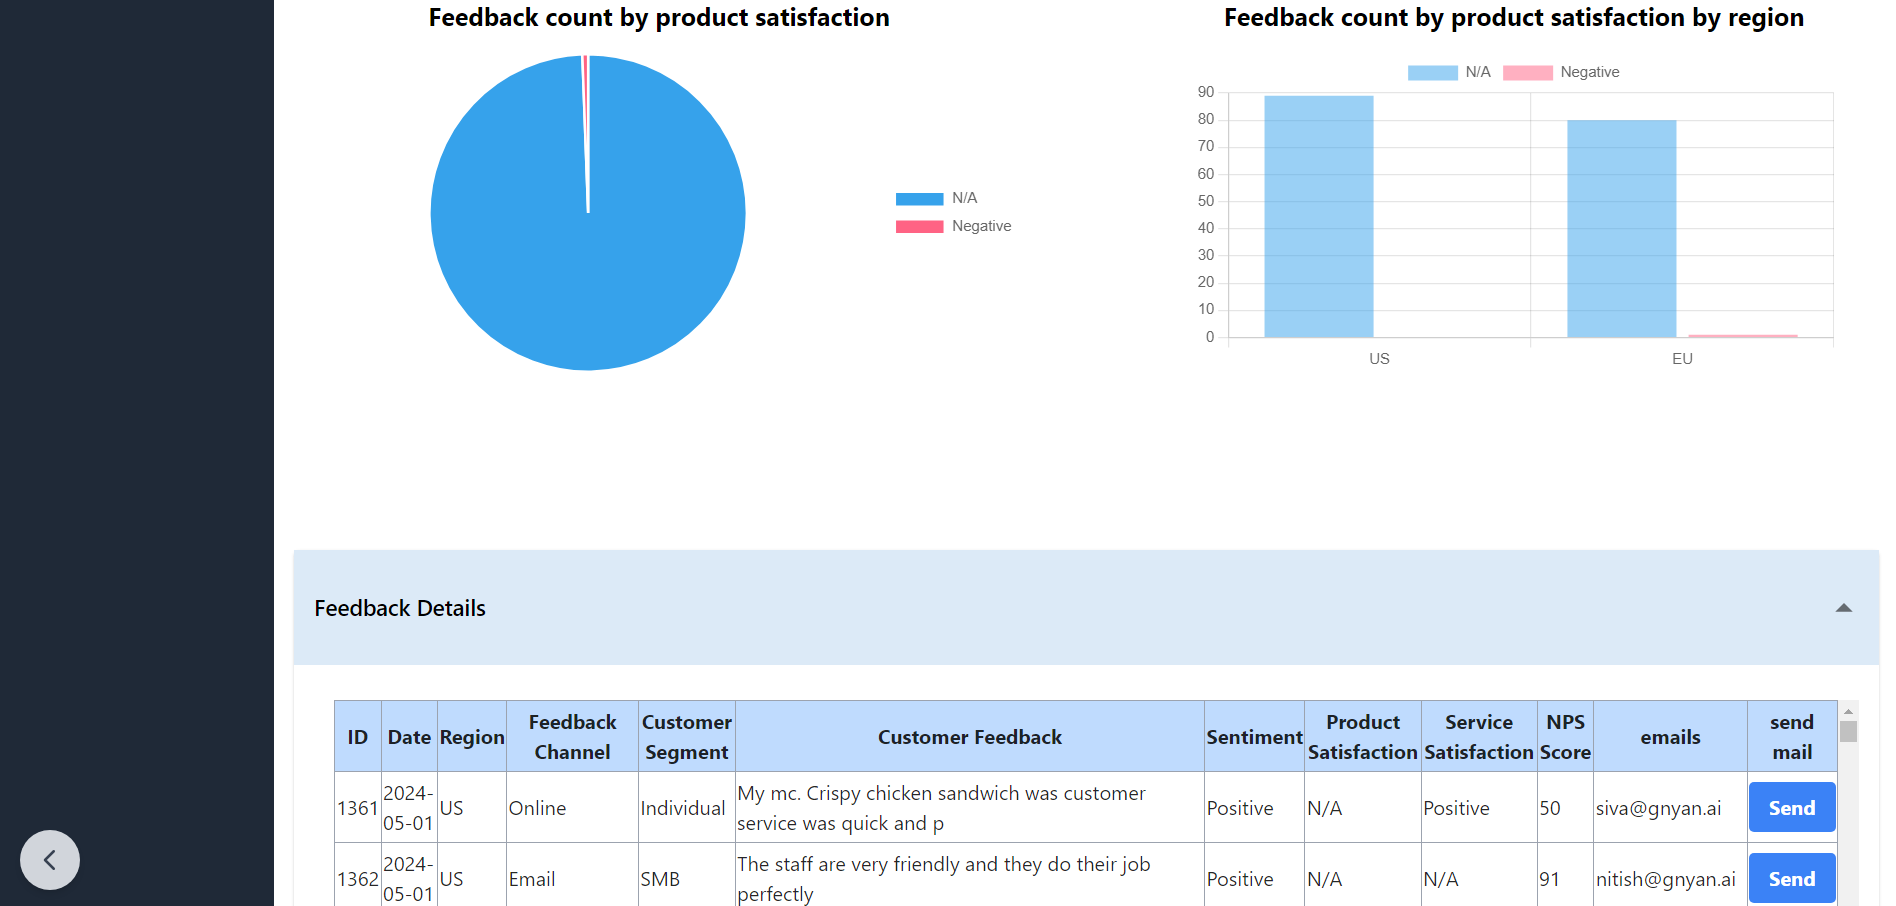 Feedback count by product satisfaction
N/A
Negative
Feedback count by product satisfaction by region
N/A Negative
90
80
70
60
50
40
30
20
10
0
US EU
Feedback Details
ID Date Region Feedback Channel Customer Segment Customer Feedback Sentiment Product Satisfaction Service Satisfaction NPS Score emails send mail
1361 2024-05-01 US Online Individual My mc. Crispy chicken sandwich was customer service was quick and p Positive N/A Positive 50 siva@gnyan.ai Send
1362 2024-05-01 US Email SMB The staff are very friendly and they do their job perfectly Positive N/A N/A 91 nitish@gnyan.ai Send